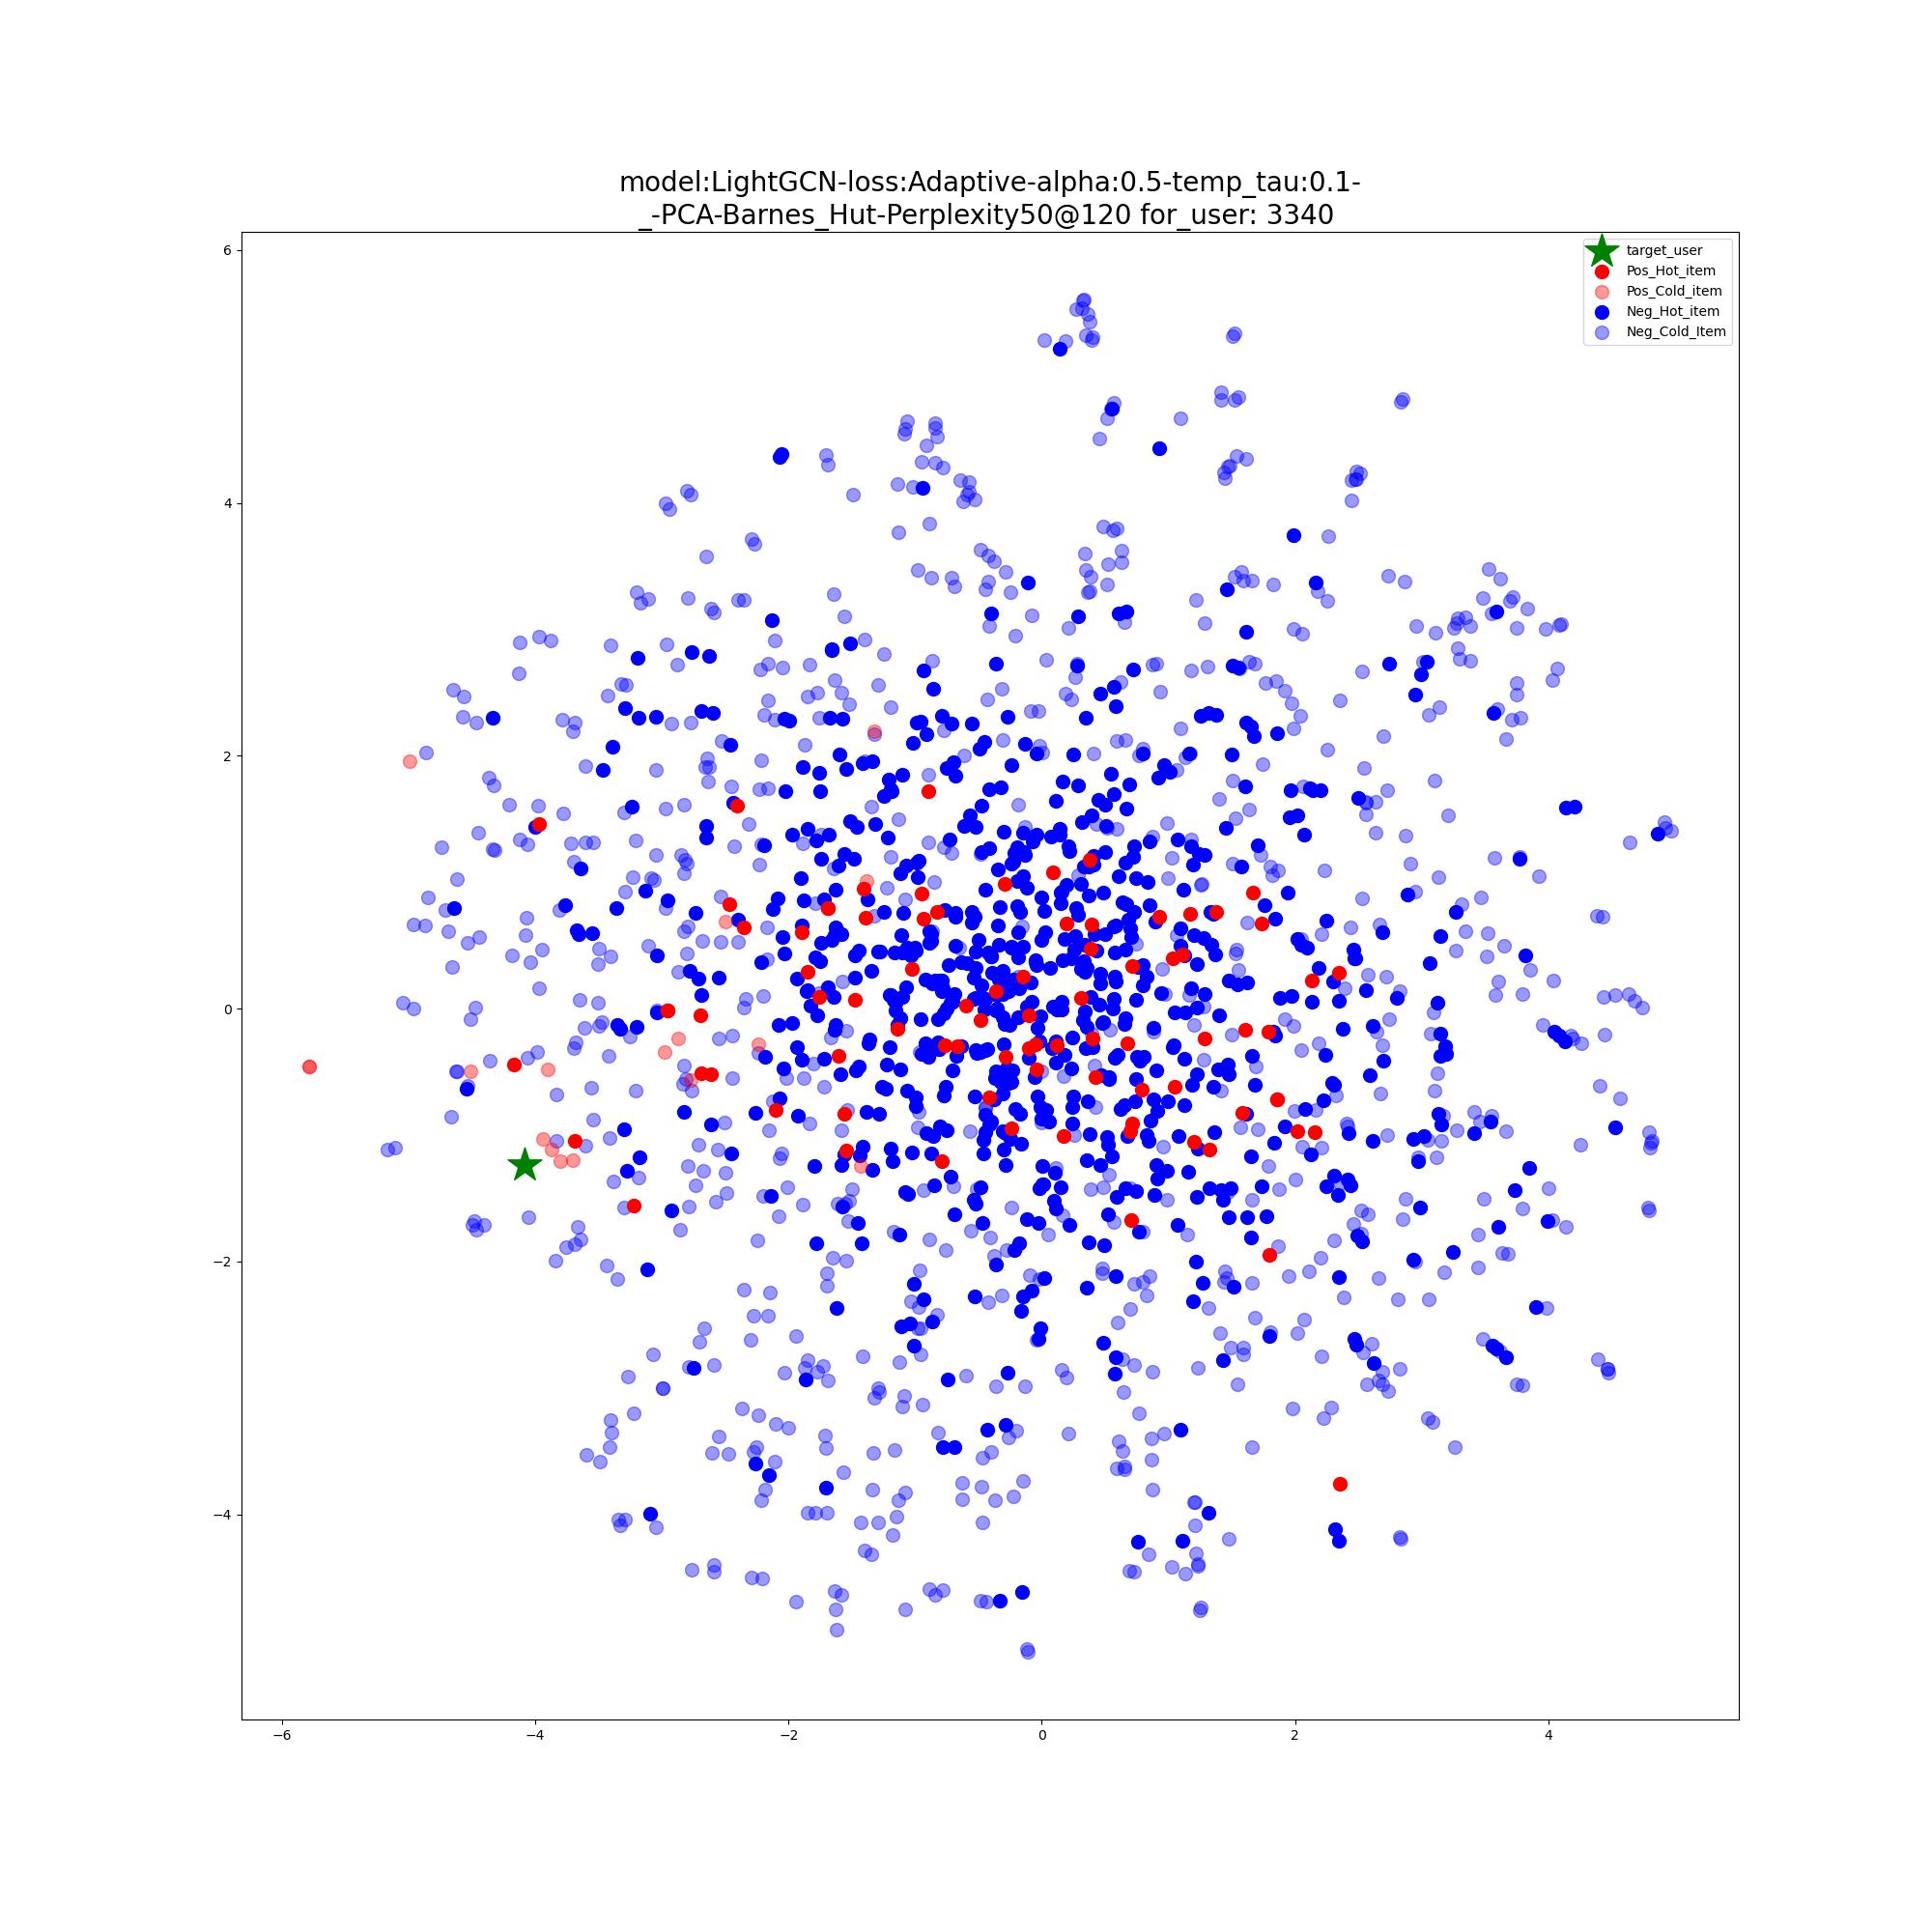 model:LightGCN-loss:Adaptive-alpha:0.5-temp_tau:0.1-
_-PCA-Barnes_Hut-Perplexity50@120 for_user: 3340
target_user
Pos_Hot_item
Pos_Cold_item
Neg_Hot_item
Neg_Cold_Item
6
4
2
0
−2
−4
−6
−4
−2
0
2
4